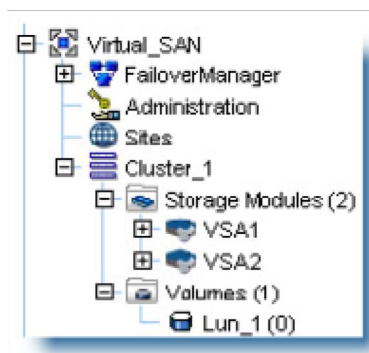 Virtual_SAN
FailoverManager
Administration
Sites
Cluster_1
Storage Modules (2)
VSA1
VSA2
Volumes (1)
Lun_1 (0)